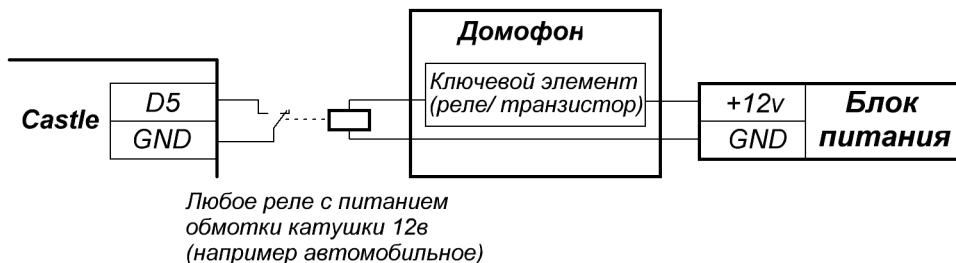 Домофон
Ключевой элемент
(реле/ транзистор)
Castle
D5
GND
+12v
GND
Блок
питания
Любое реле с питанием
обмотки катушки 12в
(например автомобильное)